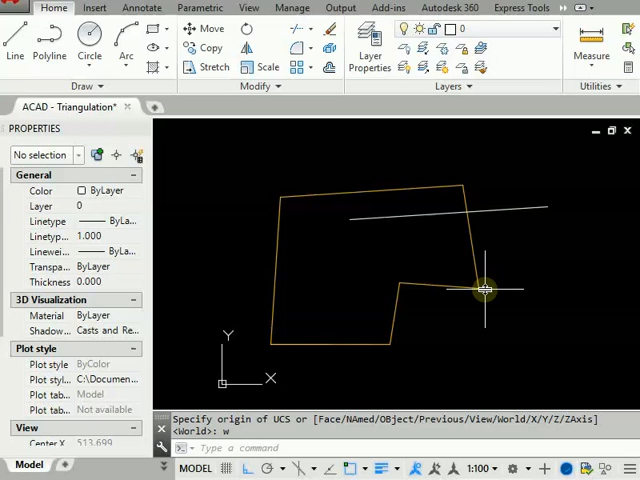 Home Insert Annotate Parametric View Manage Output Add-ins Autodesk 360 Express Tools
Line Polyline Circle Arc
Move
Copy
Stretch Scale
Layer
Properties
0
Measure
Draw Modify Layers Utilities
ACAD - Triangulation*
PROPERTIES
No selection
General
Color ByLayer
Layer 0
Linetype ByLa...
Linetyp... 1.000
Linewei... ByLa...
Transpa... ByLayer
Thickness 0.000
3D Visualization
Material ByLayer
Shadow... Casts and Re...
Plot style
Plot style ByColor
Plot styl... C:\Documen...
Plot tab... Model
Plot tab... Not available
View
Center X 513.699
Y
X
Specify origin of UCS or [Face/NAmed/OBject/Previous/View/World/X/Y/Z/ZAxis]
<World>: w
Type a command
Model
MODEL 1:100